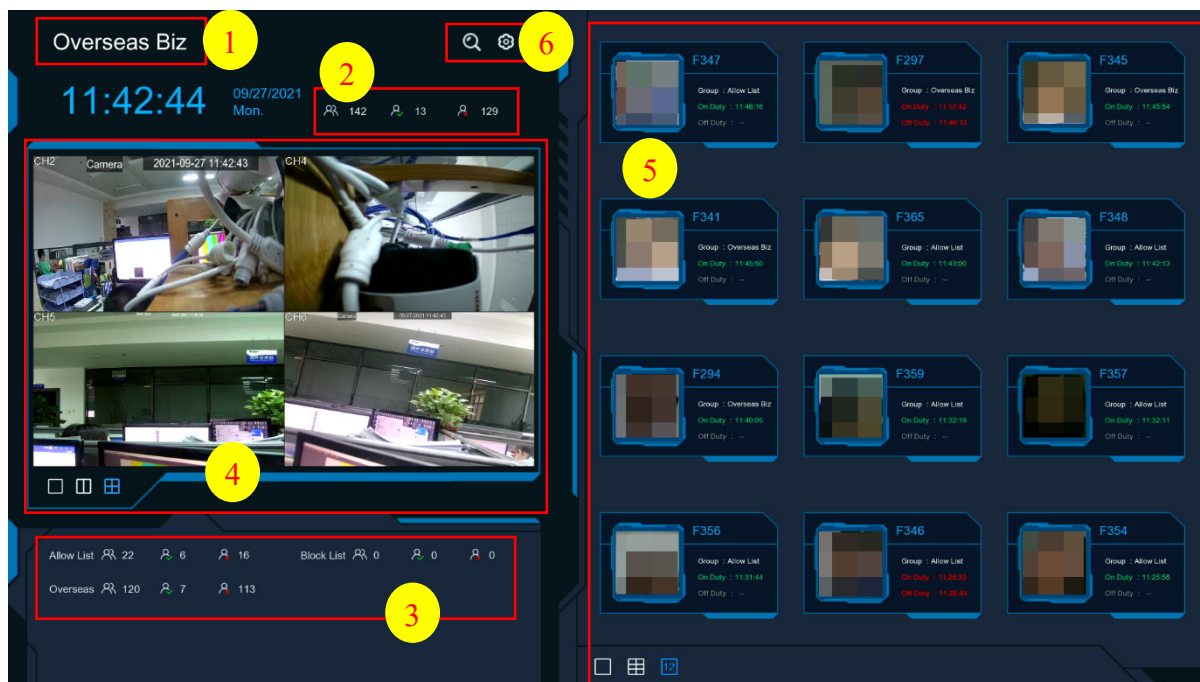 Overseas Biz
1
6
11:42:44
09/27/2021
Mon.
2
142 13 129
CH2 Camera 2021-09-27 11:42:43
CH4
CH5
CH6 Camera
4
Allow List 22 6 16 Block List 0 0 0
Overseas 120 7 113
3
5
F347
Group : Allow List
On Duty : 11:46:16
Off Duty : --
F297
Group : Overseas Biz
On Duty : 11:13:42
Off Duty : 11:46:13
F345
Group : Overseas Biz
On Duty : 11:45:54
Off Duty : --
F341
Group : Overseas Biz
On Duty : 11:45:50
Off Duty : --
F365
Group : Allow List
On Duty : 11:43:00
Off Duty : --
F348
Group : Allow List
On Duty : 11:42:13
Off Duty : --
F294
Group : Overseas Biz
On Duty : 11:40:05
Off Duty : --
F359
Group : Allow List
On Duty : 11:32:19
Off Duty : --
F357
Group : Allow List
On Duty : 11:32:11
Off Duty : --
F356
Group : Allow List
On Duty : 11:31:44
Off Duty : --
F346
Group : Allow List
On Duty : 11:28:33
Off Duty : 11:28:43
F354
Group : Allow List
On Duty : 11:25:58
Off Duty : --
12